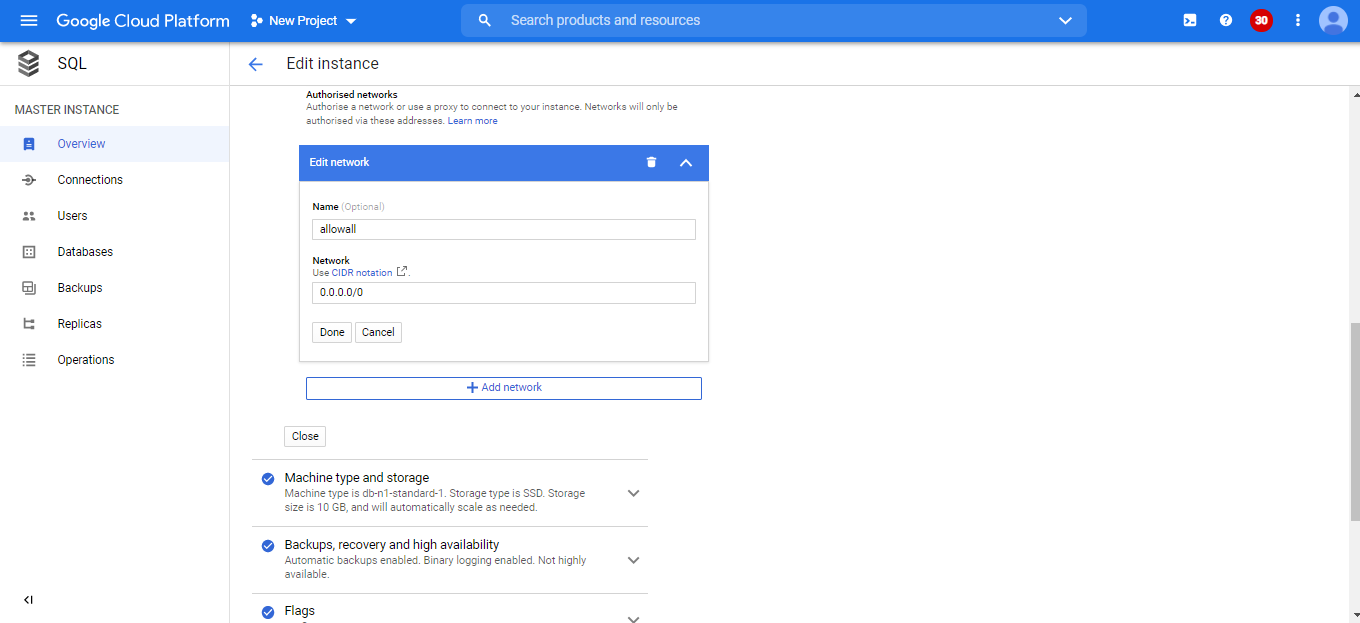 Google Cloud Platform
New Project
Search products and resources
30
SQL
Edit instance
MASTER INSTANCE
Overview
Connections
Users
Databases
Backups
Replicas
Operations
Authorised networks
Authorise a network or use a proxy to connect to your instance. Networks will only be
authorised via these addresses. Learn more
Edit network
Name (Optional)
allowall
Network
Use CIDR notation .
0.0.0.0/0
Done Cancel
Add network
Close
Machine type and storage
Machine type is db-n1-standard-1. Storage type is SSD. Storage
size is 10 GB, and will automatically scale as needed.
Backups, recovery and high availability
Automatic backups enabled. Binary logging enabled. Not highly
available.
Flags